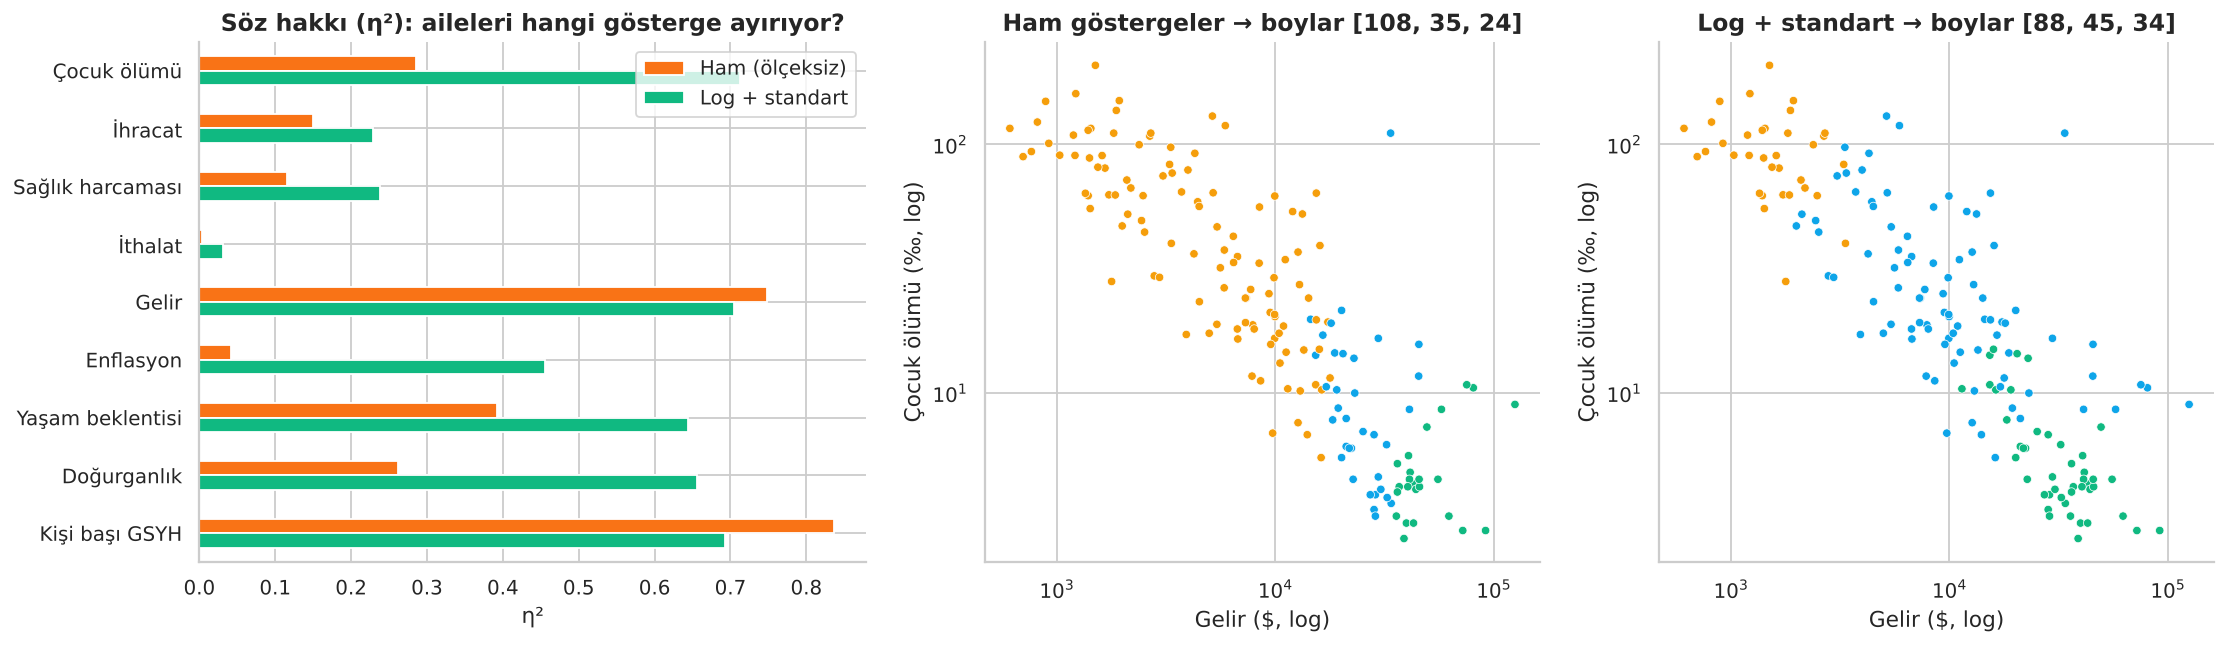 Söz hakkı (η²): aileleri hangi gösterge ayırıyor?
Ham (ölçeksiz)
Log + standart
Çocuk ölümü
İhracat
Sağlık harcaması
İthalat
Gelir
Enflasyon
Yaşam beklentisi
Doğurganlık
Kişi başı GSYH
0.0 0.1 0.2 0.3 0.4 0.5 0.6 0.7 0.8
η²
Ham göstergeler → boylar [108, 35, 24]
Çocuk ölümü (‰, log)
10²
10¹
10³ 10⁴ 10⁵
Gelir ($, log)
Log + standart → boylar [88, 45, 34]
Çocuk ölümü (‰, log)
10²
10¹
10³ 10⁴ 10⁵
Gelir ($, log)